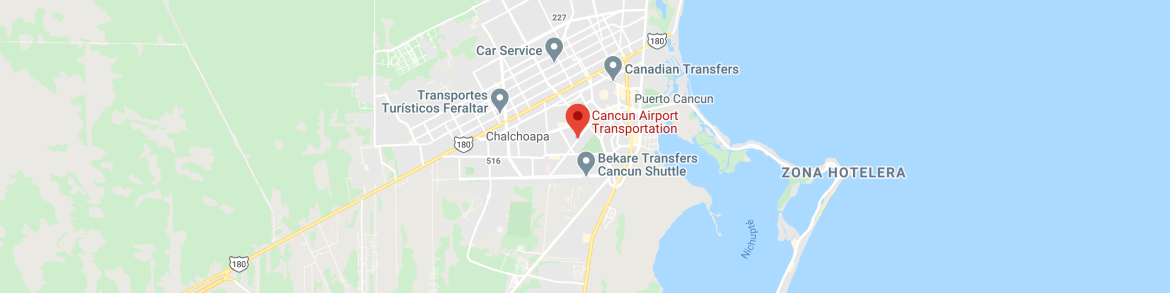 227
180
Car Service
Canadian Transfers
Transportes
Turísticos Feraltar
Puerto Cancun
Cancun Airport
Transportation
Chalchoapa
180
516
Bekare Transfers
Cancun Shuttle
ZONA HOTELERA
Nichupté
180